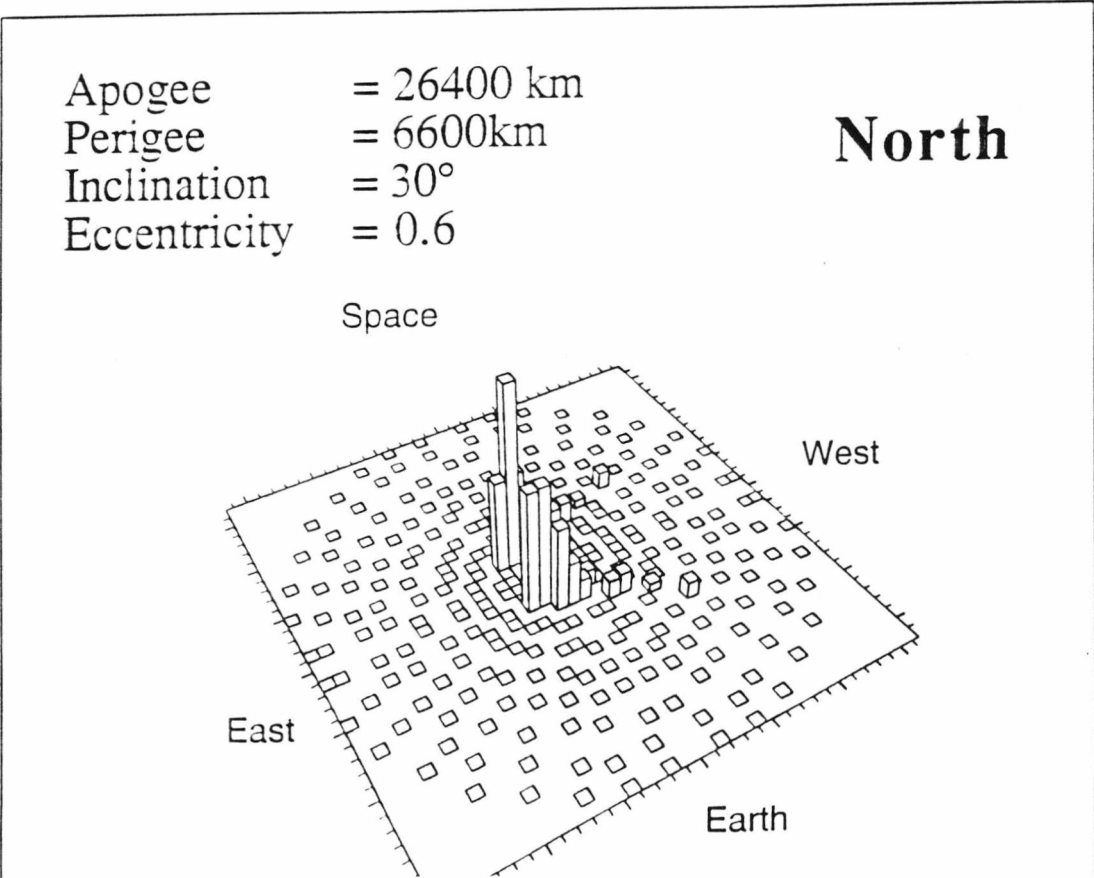 Apogee = 26400 km
Perigee = 6600km
Inclination = 30°
Eccentricity = 0.6
North
Space
West
East
Earth